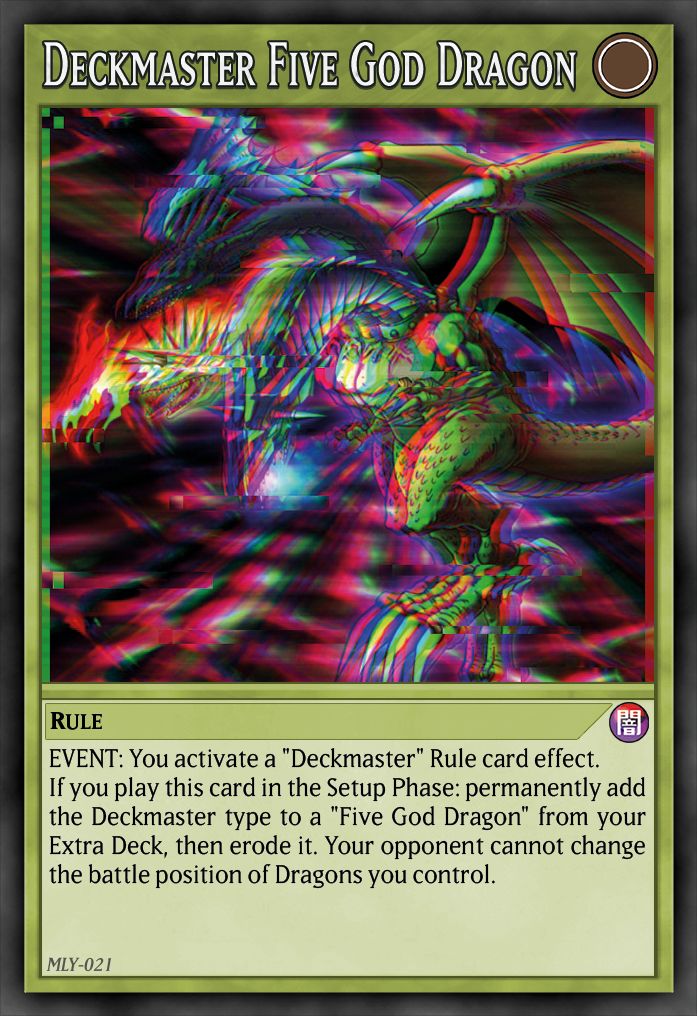 Deckmaster Five God Dragon
Rule
闇
EVENT: You activate a "Deckmaster" Rule card effect.
If you play this card in the Setup Phase: permanently add
the Deckmaster type to a "Five God Dragon" from your
Extra Deck, then erode it. Your opponent cannot change
the battle position of Dragons you control.
MLY-021